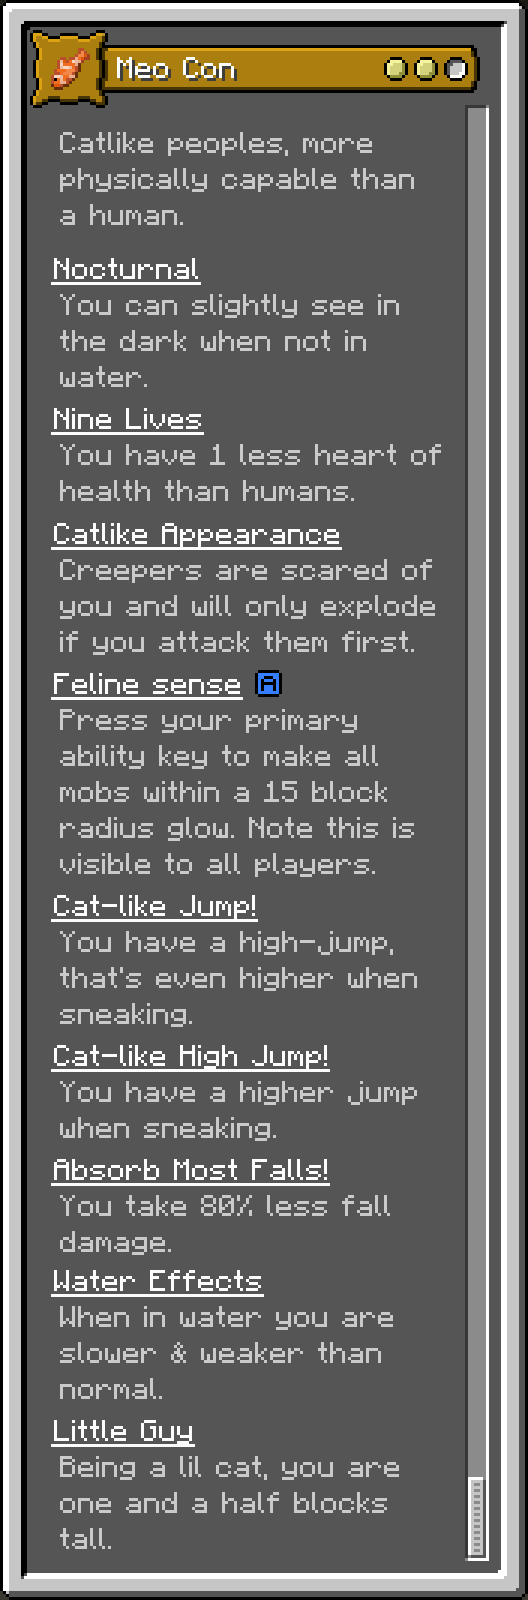 Meo Con
Catlike peoples, more
physically capable than
a human.
Nocturnal
You can slightly see in
the dark when not in
water.
Nine Lives
You have 1 less heart of
health than humans.
Catlike Appearance
Creepers are scared of
you and will only explode
if you attack them first.
Feline sense A
Press your primary
ability key to make all
mobs within a 15 block
radius glow. Note this is
visible to all players.
Cat-like Jump!
You have a high-jump,
that's even higher when
sneaking.
Cat-like High Jump!
You have a higher jump
when sneaking.
Absorb Most Falls!
You take 80% less fall
damage.
Water Effects
When in water you are
slower & weaker than
normal.
Little Guy
Being a lil cat, you are
one and a half blocks
tall.